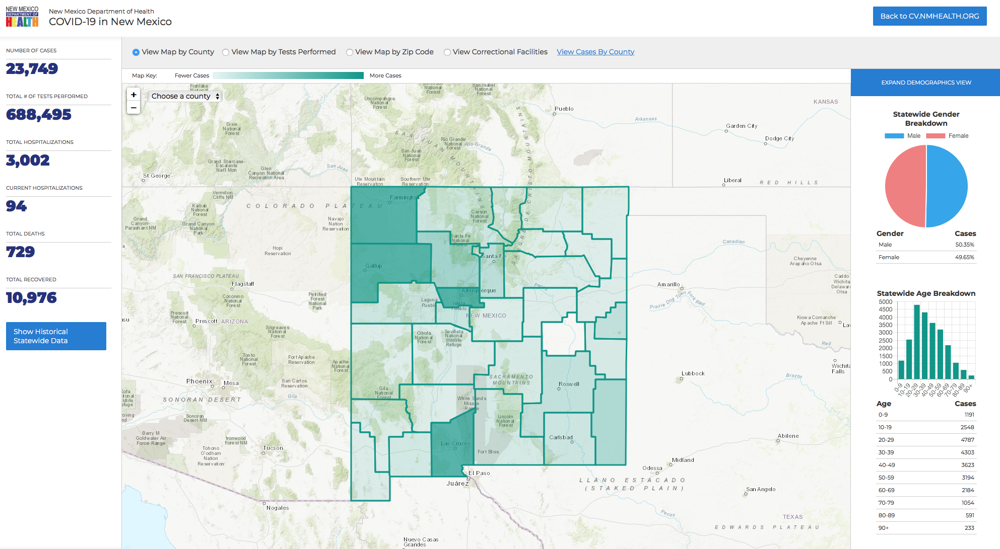 NEW MEXICO
DEPARTMENT OF
HEALTH
New Mexico Department of Health
COVID-19 in New Mexico
Back to CV.NMHEALTH.ORG
NUMBER OF CASES
23,749
TOTAL # OF TESTS PERFORMED
688,495
TOTAL HOSPITALIZATIONS
3,002
CURRENT HOSPITALIZATIONS
94
TOTAL DEATHS
729
TOTAL RECOVERED
10,976
Show Historical
Statewide Data
View Map by County
View Map by Tests Performed
View Map by Zip Code
View Correctional Facilities
View Cases By County
Map Key:
Fewer Cases
More Cases
+
−
Choose a county
Fishlake
Uncompahgre
National
Forest
National
Forest
San Isabel
National
Forest
Pueblo
KANSAS
Arkansas
Garden City
Dodge City
Dixie
National
Forest
SAN JUAN MOUNTAINS
Rio Grande
National
Forest
Rio Grande
San Juan
National
Forest
SANGRE DE CRISTO MOUNTAINS
Grand Staircase-
Escalante
Nat'l Mon
Glen
Canyon National
Recreation Area
San Juan
St George
Ute Mountain
Reservation
Southern Ute
Reservation
Liberal
RED HILLS
Vermilion
Cliffs NM
Farmington
COLORADO PLATEAU
Kaibab
National
Forest
Carson
National
Forest
Grand
Canyon-
Parashant NM
Grand Canyon
National
Park
Navajo
Nation
Reservation
Santa Fe
National
Forest
Canadian
Hopi
Reservation
Santa Fe
Cheyenne
Arapaho Otsa
Gallup
SAN FRANCISCO PLATEAU
Flagstaff
Caddo
Wichita
Delaware
Otsa
Amarillo
Pecos
Albuquerque
Coconino
National
Forest
Petrified
Forest
National
Park
Laguna
Pueblo
Isleta
Pueblo
Prairie Dog Town Fork Red
Prescott
National
Forest
Prescott
ARIZONA
NEW MEXICO
Kiowa Comanche
Apache Ft Sill
Sitgreaves
National
Forest
Cibola
National
Forest
Sevilleta
National
Wildlife
Refuge
Red
Tonto
National
Forest
Fort Apache
Reservation
Apache
National
Forest
Wichita
Falls
Phoenix
Mesa
San Carlos
Reservation
SACRAMENTO
MOUNTAINS
Roswell
Lubbock
Brazos
Gila
National
Forest
SONORAN DESERT
Gila
White Sands
Missile
Range
Sonoran
Desert NM
Lincoln
National
Forest
Barry M
Goldwater Air
Force Range
Ironwood
Forest NM
Tohono
O'odham
Nation
Reservation
Tucson
Las Cruces
Carlsbad
Abilene
Fort Bliss
Midland
Odessa
El Paso
Juárez
LLANO ESTACADO
(STAKED PLAIN)
San Angelo
Nogales
Pecos
TEXAS
EDWARDS PLATEAU
Nuevo Casas
Grandes
EXPAND DEMOGRAPHICS VIEW
Statewide Gender
Breakdown
Male
Female
Gender Cases
Male 50.35%
Female 49.65%
Statewide Age Breakdown
5000
4500
4000
3500
3000
2500
2000
1500
1000
500
0
0-9
10-19
20-29
30-39
40-49
50-59
60-69
70-79
80-89
90+
Age Cases
0-9 1191
10-19 2548
20-29 4787
30-39 4303
40-49 3623
50-59 3194
60-69 2184
70-79 1054
80-89 591
90+ 233